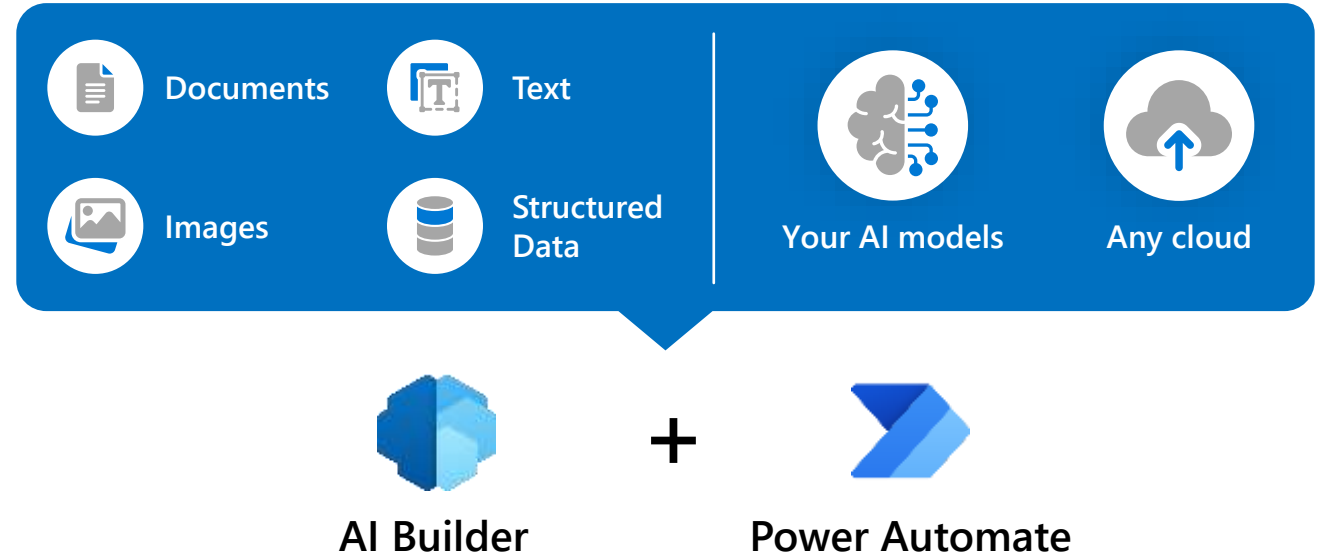 Documents
Text
Images
Structured
Data
Your AI models
Any cloud
AI Builder
+
Power Automate